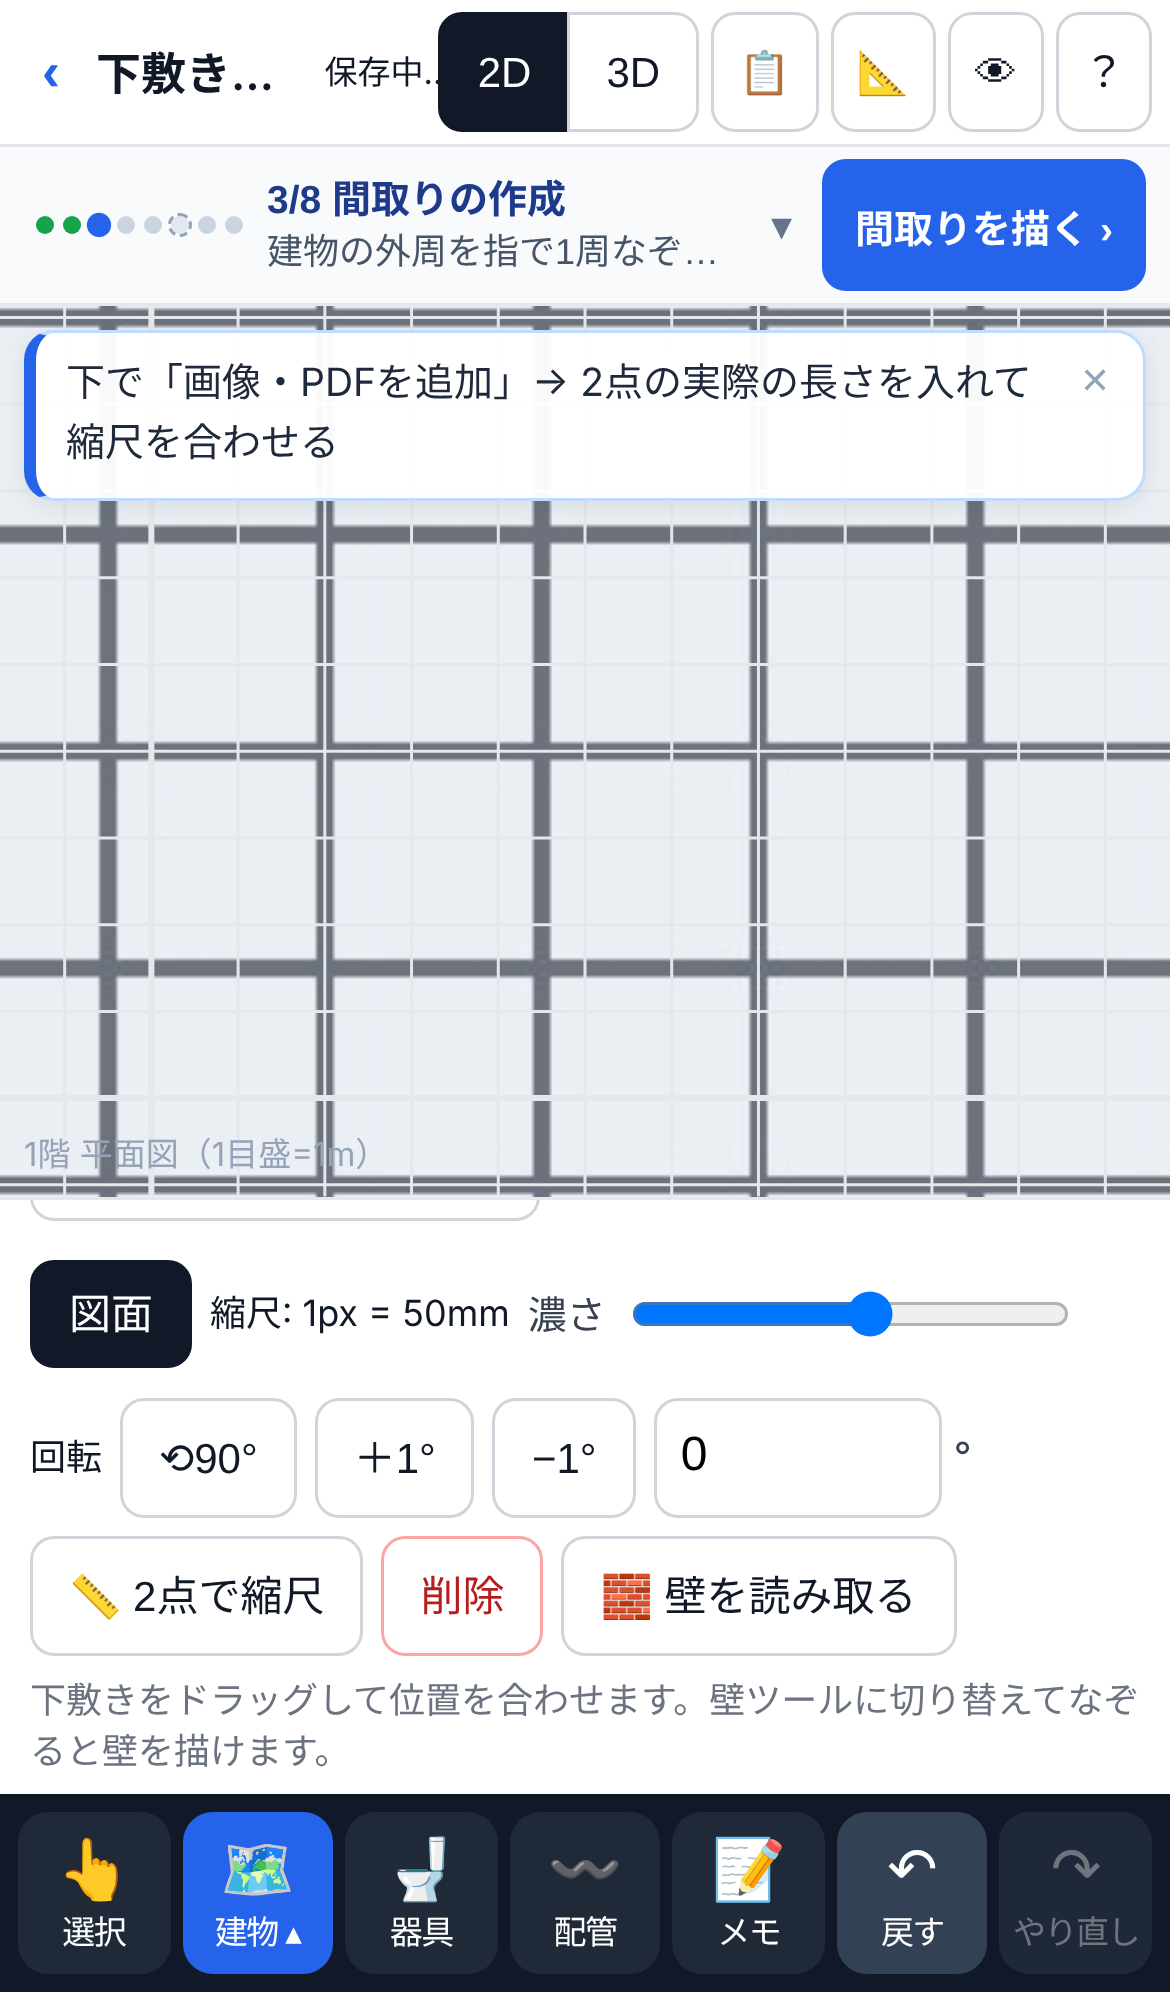 ‹ 下敷き… 保存中.. 2D 3D ?
3/8 間取りの作成
建物の外周を指で1周なぞ… ▼
間取りを描く ›
下で「画像・PDFを追加」→ 2点の実際の長さを入れて ✕
縮尺を合わせる
1階 平面図（1目盛=1m）
図面 縮尺: 1px = 50mm 濃さ
回転 ⟲90° ＋1° −1° 0 °
2点で縮尺 削除 壁を読み取る
下敷きをドラッグして位置を合わせます。壁ツールに切り替えてなぞ
ると壁を描けます。
選択 建物▲ 器具 配管 メモ 戻す やり直し